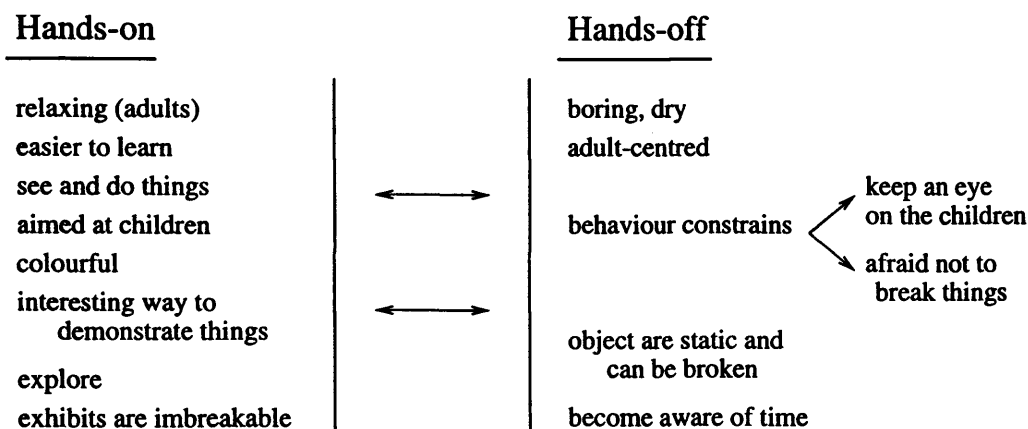 Hands-on
relaxing (adults)
easier to learn
see and do things
aimed at children
colourful
interesting way to
demonstrate things
explore
exhibits are imbreakable
Hands-off
boring, dry
adult-centred
behaviour constrains
keep an eye
on the children
afraid not to
break things
object are static and
can be broken
become aware of time